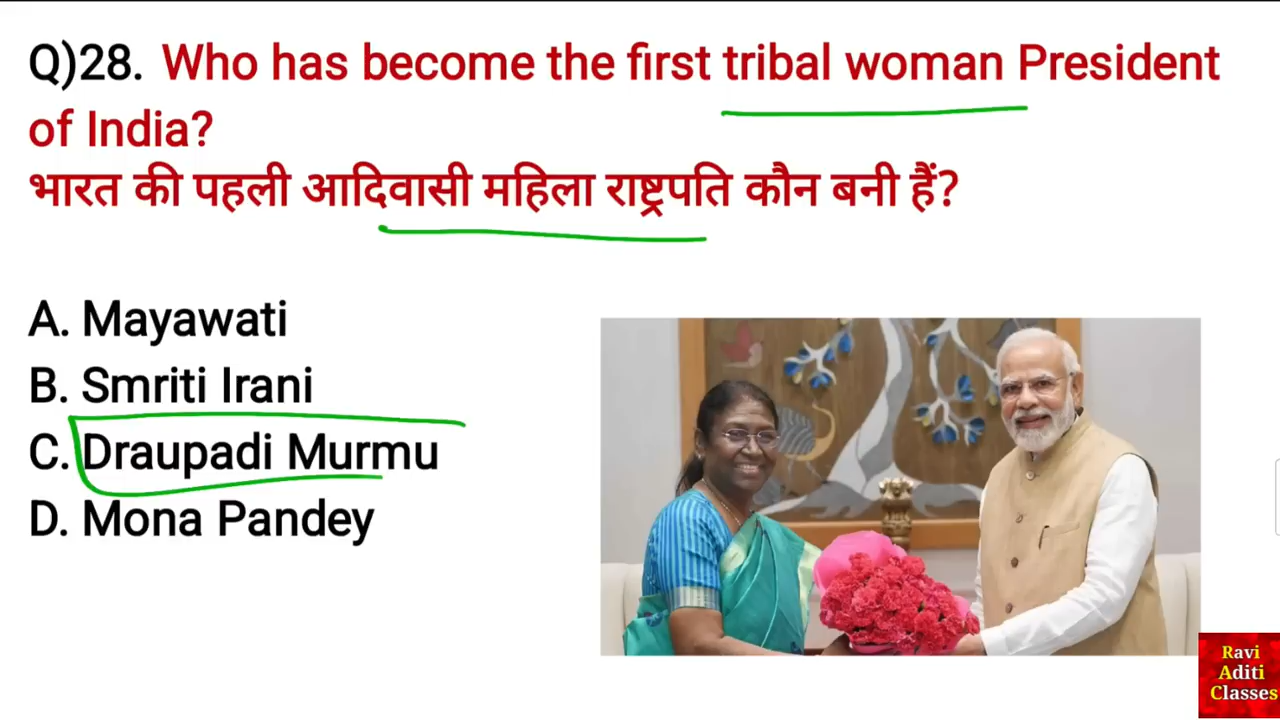 Q)28. Who has become the first tribal woman President
of India?
भारत की पहली आदिवासी महिला राष्ट्रपति कौन बनी हैं?
A. Mayawati
B. Smriti Irani
C. Draupadi Murmu
D. Mona Pandey
Ravi
Aditi
Classes